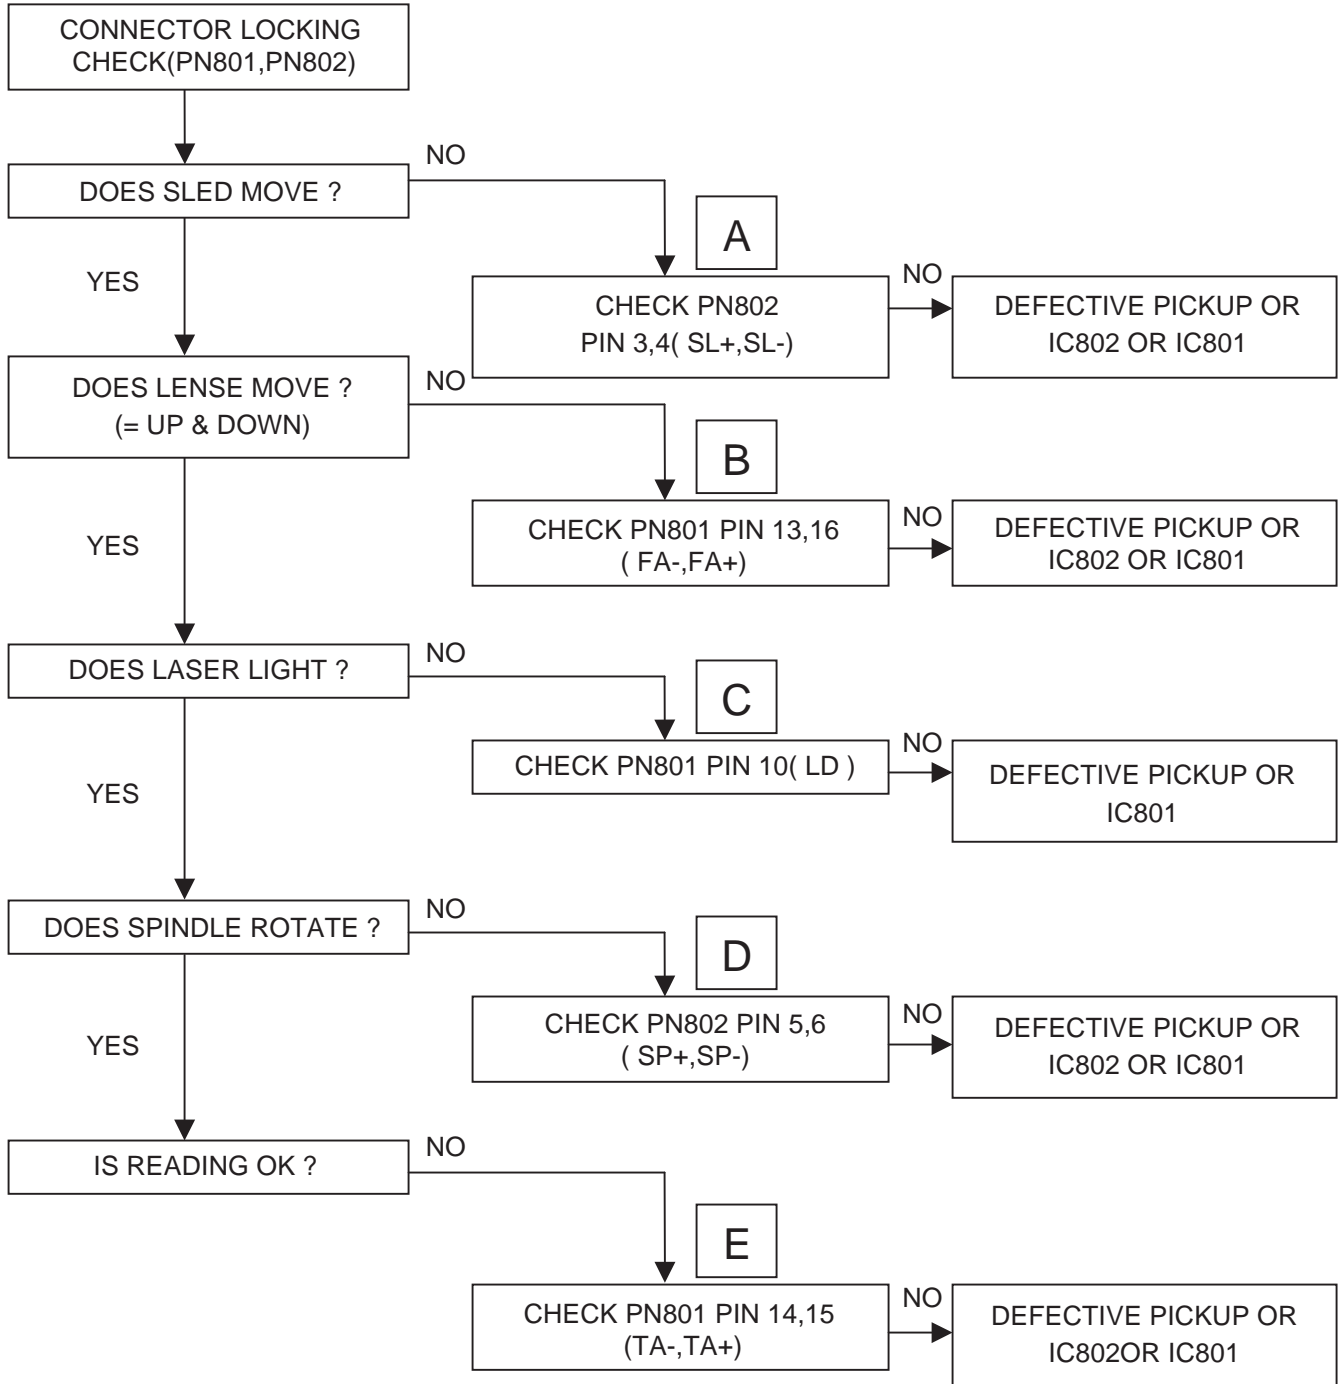 CONNECTOR LOCKING
CHECK(PN801,PN802)
DOES SLED MOVE ?
NO
YES
A
CHECK PN802
PIN 3,4( SL+,SL-)
NO
DEFECTIVE PICKUP OR
IC802 OR IC801
DOES LENSE MOVE ?
(= UP & DOWN)
NO
YES
B
CHECK PN801 PIN 13,16
( FA-,FA+)
NO
DEFECTIVE PICKUP OR
IC802 OR IC801
DOES LASER LIGHT ?
NO
YES
C
CHECK PN801 PIN 10( LD )
NO
DEFECTIVE PICKUP OR
IC801
DOES SPINDLE ROTATE ?
NO
YES
D
CHECK PN802 PIN 5,6
( SP+,SP-)
NO
DEFECTIVE PICKUP OR
IC802 OR IC801
IS READING OK ?
NO
E
CHECK PN801 PIN 14,15
(TA-,TA+)
NO
DEFECTIVE PICKUP OR
IC802OR IC801